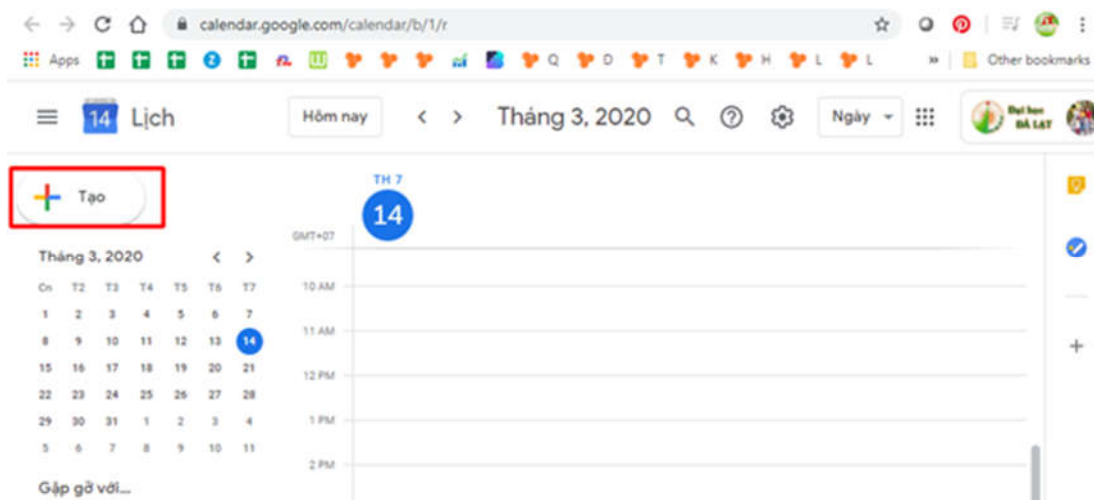 calendar.google.com/calendar/b/1/r
Apps Q D T K H L L » Other bookmarks
14 Lịch Hôm nay < > Tháng 3, 2020 Ngày Đại học ĐÀ LẠT
Tạo
TH 7
14
GMT+07
Tháng 3, 2020 < >
Cn T2 T3 T4 T5 T6 T7
1 2 3 4 5 6 7
8 9 10 11 12 13 14
15 16 17 18 19 20 21
22 23 24 25 26 27 28
29 30 31 1 2 3 4
5 6 7 8 9 10 11
Gặp gỡ với...
10 AM
11 AM
12 PM
1 PM
2 PM